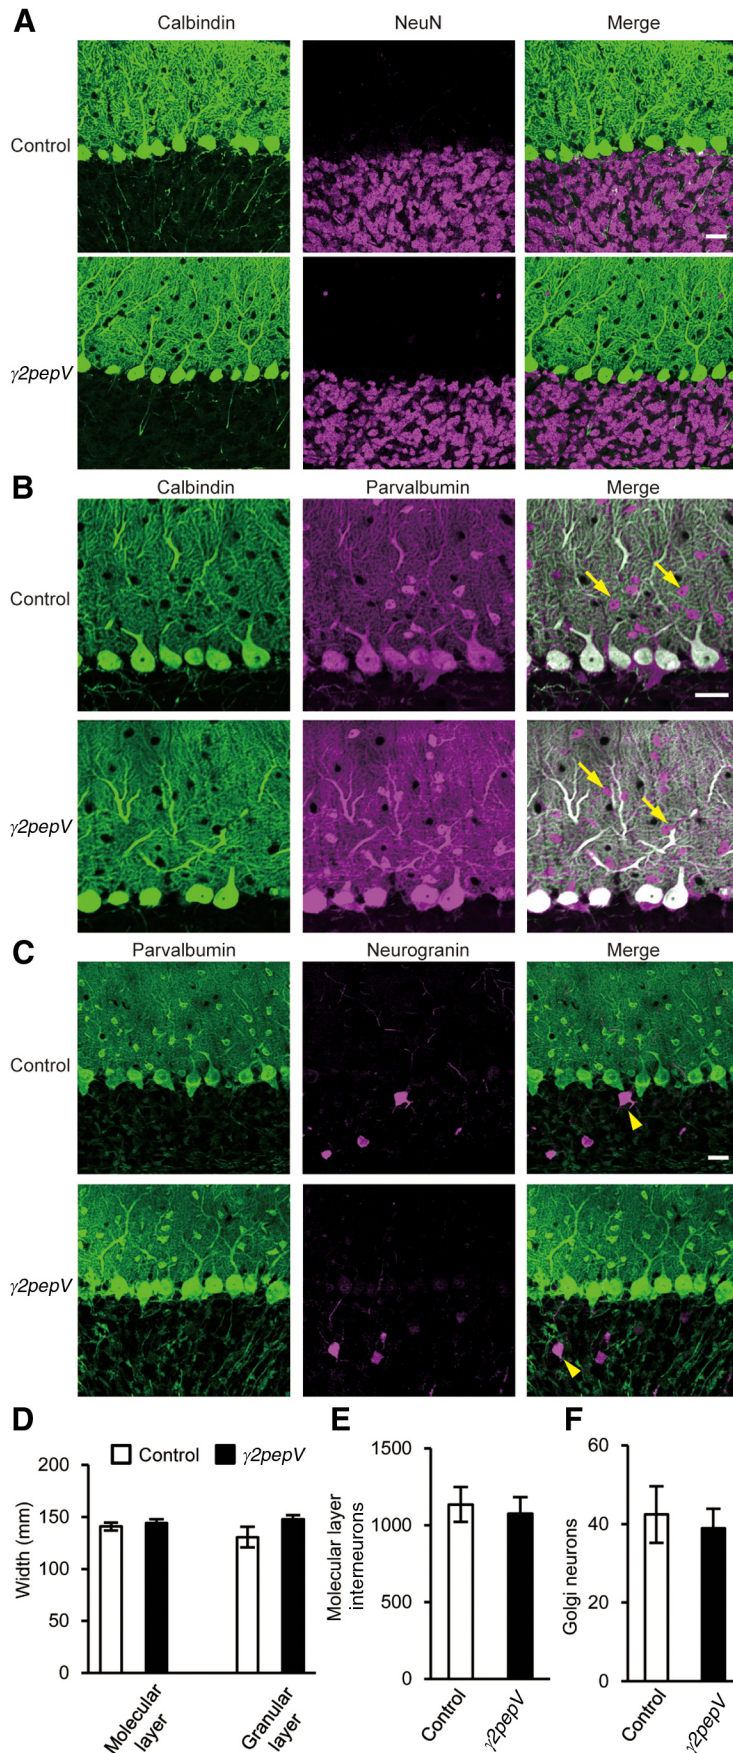 A
Calbindin NeuN Merge
Control
γ2pepV
B
Calbindin Parvalbumin Merge
Control
γ2pepV
C
Parvalbumin Neurogranin Merge
Control
γ2pepV
D
Control γ2pepV
Width (mm)
200
150
100
50
0
Molecular
layer
Granular
layer
E
Molecular layer
interneurons
1500
1000
500
0
Control
γ2pepV
F
Golgi neurons
60
40
20
0
Control
γ2pepV